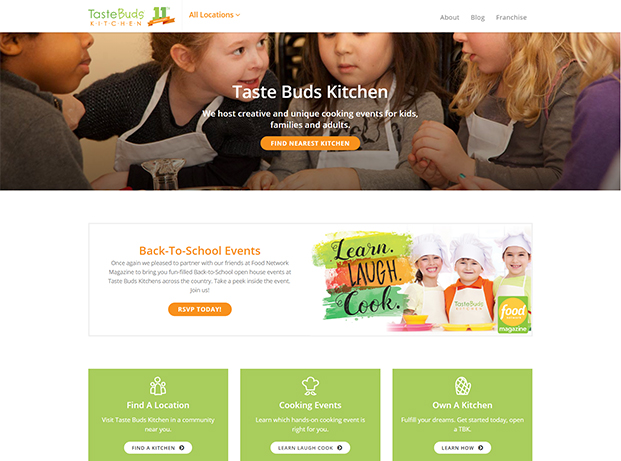 TasteBuds
KITCHEN
11
All Locations
About Blog Franchise
Taste Buds Kitchen
We host creative and unique cooking events for kids,
families and adults.
FIND NEAREST KITCHEN
Back-To-School Events
Once again we pleased to partner with our friends at Food Network
Magazine to bring you fun-filled Back-to-School open house events at
Taste Buds Kitchens across the country. Take a peek inside the event.
Join us!
RSVP TODAY!
Learn.
LAUGH.
Cook.
TasteBuds
KITCHEN
food
magazine
Find A Location
Visit Taste Buds Kitchen in a community
near you.
FIND A KITCHEN
Cooking Events
Learn which hands-on cooking event is
right for you.
LEARN LAUGH COOK
Own A Kitchen
Fulfill your dreams. Get started today, open
a TBK.
LEARN HOW